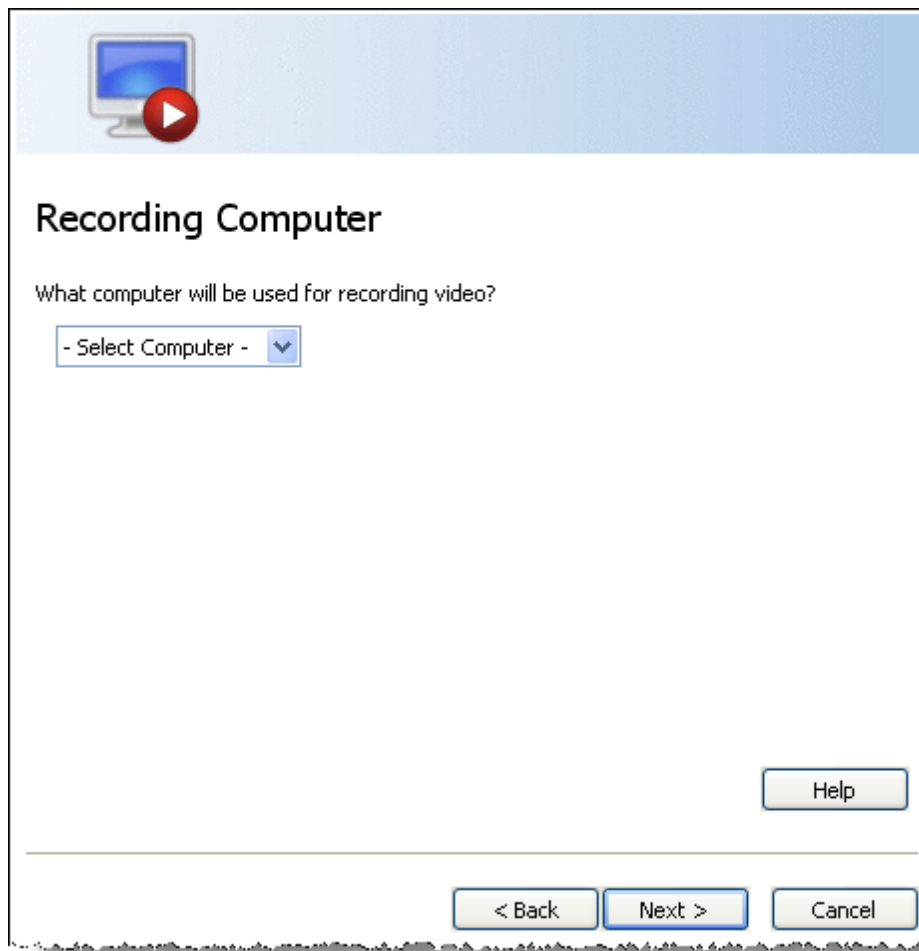 Recording Computer
What computer will be used for recording video?
- Select Computer -
Help
< Back Next > Cancel